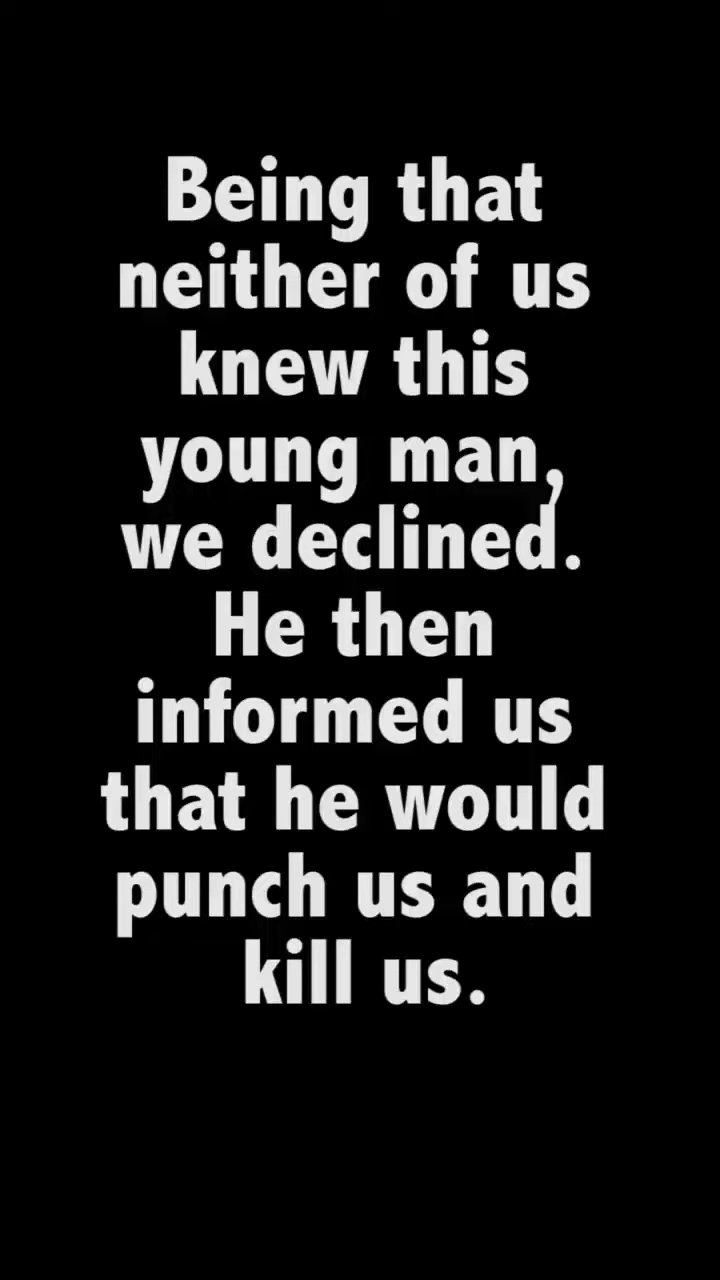 Being that
neither of us
knew this
young man,
we declined.
He then
informed us
that he would
punch us and
kill us.